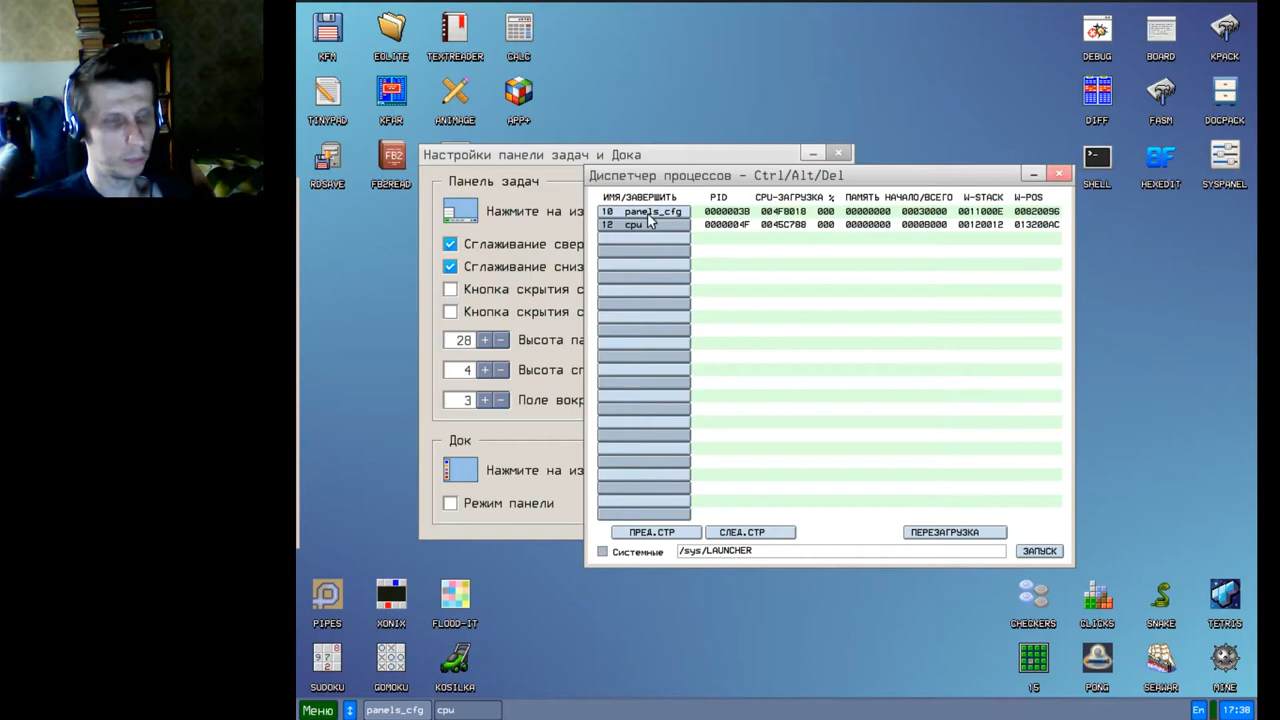 KFM EOLITE TEXTREADER CALC DEBUG BOARD KPACK
TINYPAD KFAR ANIMAGE APP+ DIFF FASM DOCPACK
RDSAVE FB2READ SHELL HEXEDIT SYSPANEL
FB2
>_
BF
Настройки панели задач и Дока
Панель задач
Нажмите на из
Сглаживание свер
Сглаживание сниз
Кнопка скрытия с
Кнопка скрытия с
28 + - Высота па
4 + - Высота сп
3 + - Поле вокр
Док
Нажмите на из
Режим панели
Диспетчер процессов - Ctrl/Alt/Del
ИМЯ/ЗАВЕРШИТЬ PID CPU-ЗАГРУЗКА % ПАМЯТЬ НАЧАЛО/ВСЕГО W-STACK W-POS
10 panels_cfg 0000003B 004F8018 000 00000000 00030000 0011000E 00820096
12 cpu 0000004F 0045C788 000 00000000 0000B000 00120012 013200AC
ПРЕД.СТР СЛЕД.СТР ПЕРЕЗАГРУЗКА
Системные /sys/LAUNCHER ЗАПУСК
PIPES XONIX FLOOD-IT CHECKERS CLICKS SNAKE TETRIS
SUDOKU GOMOKU KOSILKA 15 PONG SEAWAR MINE
Меню panels_cfg cpu En 17:38